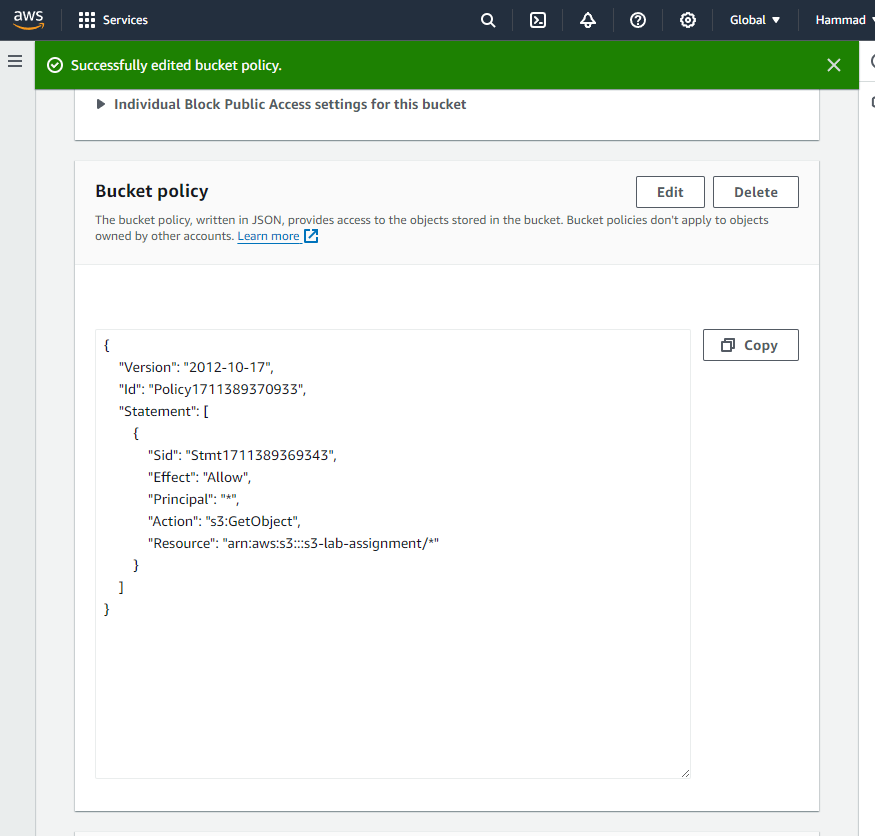 aws
Services
Global
Hammad
Successfully edited bucket policy.
Individual Block Public Access settings for this bucket
Bucket policy
Edit
Delete
The bucket policy, written in JSON, provides access to the objects stored in the bucket. Bucket policies don't apply to objects
owned by other accounts. Learn more
Copy
{
"Version": "2012-10-17",
"Id": "Policy1711389370933",
"Statement": [
{
"Sid": "Stmt1711389369343",
"Effect": "Allow",
"Principal": "*",
"Action": "s3:GetObject",
"Resource": "arn:aws:s3:::s3-lab-assignment/*"
}
]
}